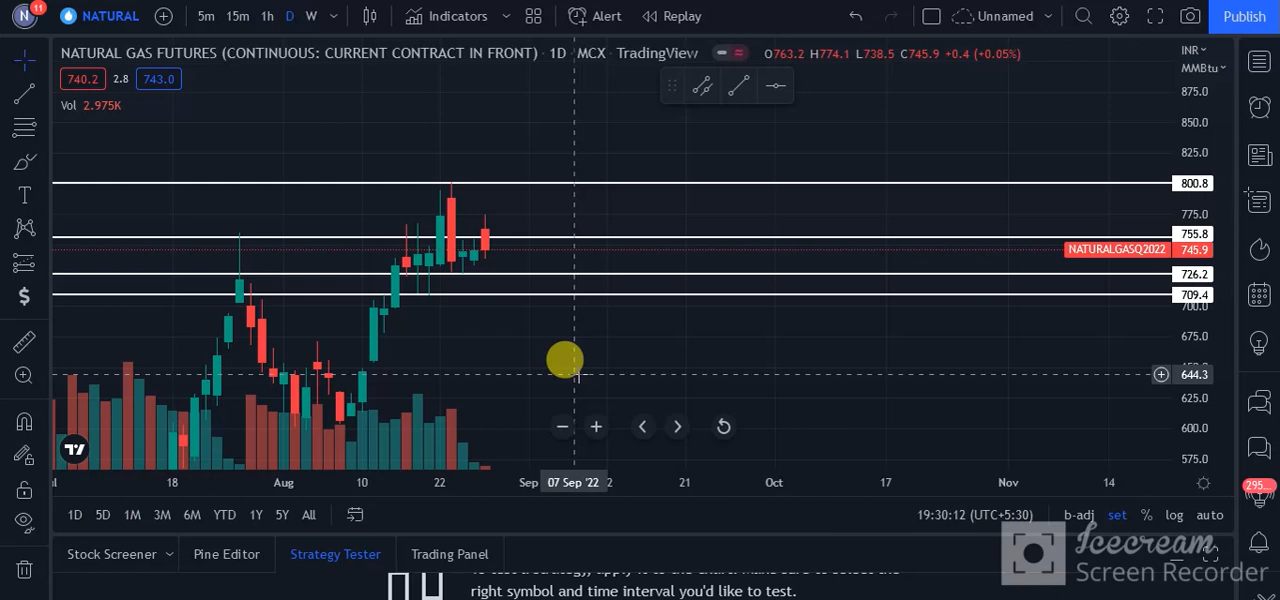 N 11 NATURAL 5m 15m 1h D W Indicators Alert Replay Unnamed Publish
NATURAL GAS FUTURES (CONTINUOUS: CURRENT CONTRACT IN FRONT) · 1D · MCX · TradingView O763.2 H774.1 L738.5 C745.9 +0.4 (+0.05%) INR
740.2 2.8 743.0 MMBtu
Vol 2.975K
875.0
850.0
825.0
800.8
775.0
755.8
NATURALGASQ2022 745.9
726.2
709.4
700.0
675.0
644.3
625.0
600.0
575.0
18 Aug 10 22 Sep 07 Sep '22 21 Oct 17 Nov 14
1D 5D 1M 3M 6M YTD 1Y 5Y All 19:30:12 (UTC+5:30) b-adj set % log auto
295...
Stock Screener Pine Editor Strategy Tester Trading Panel
Icecream
Screen Recorder
right symbol and time interval you'd like to test.